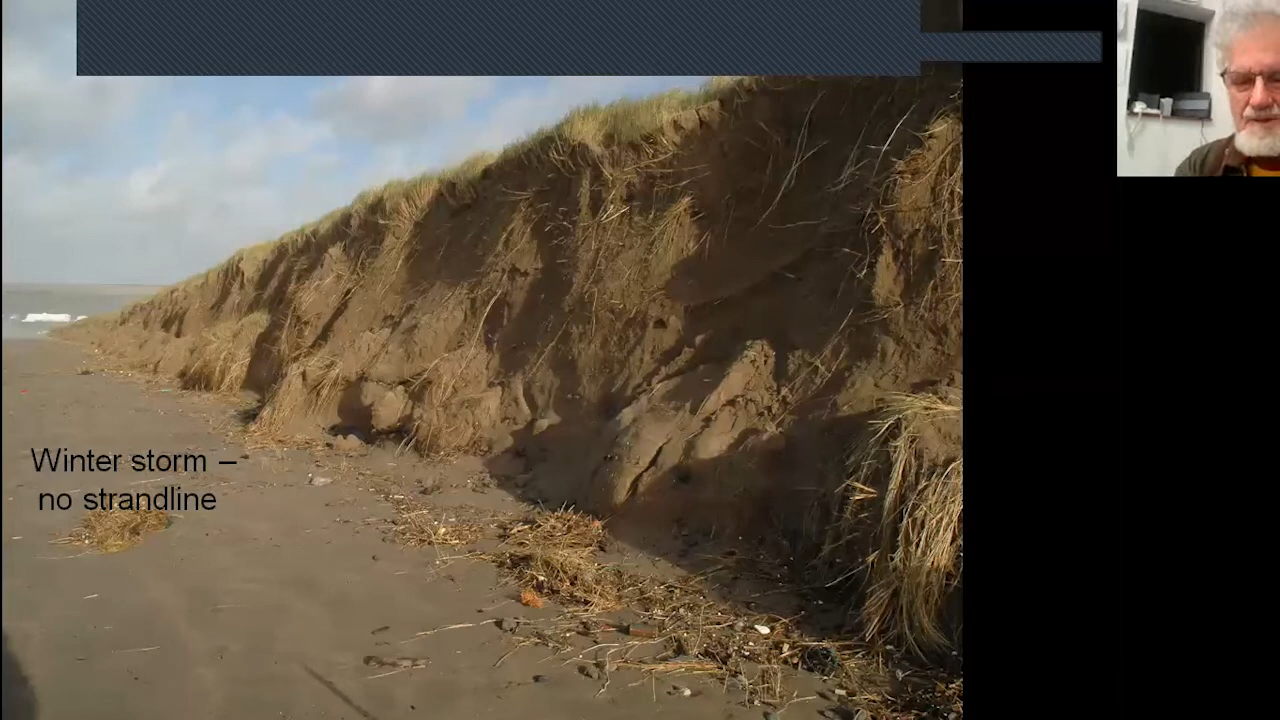 Winter storm –
no strandline